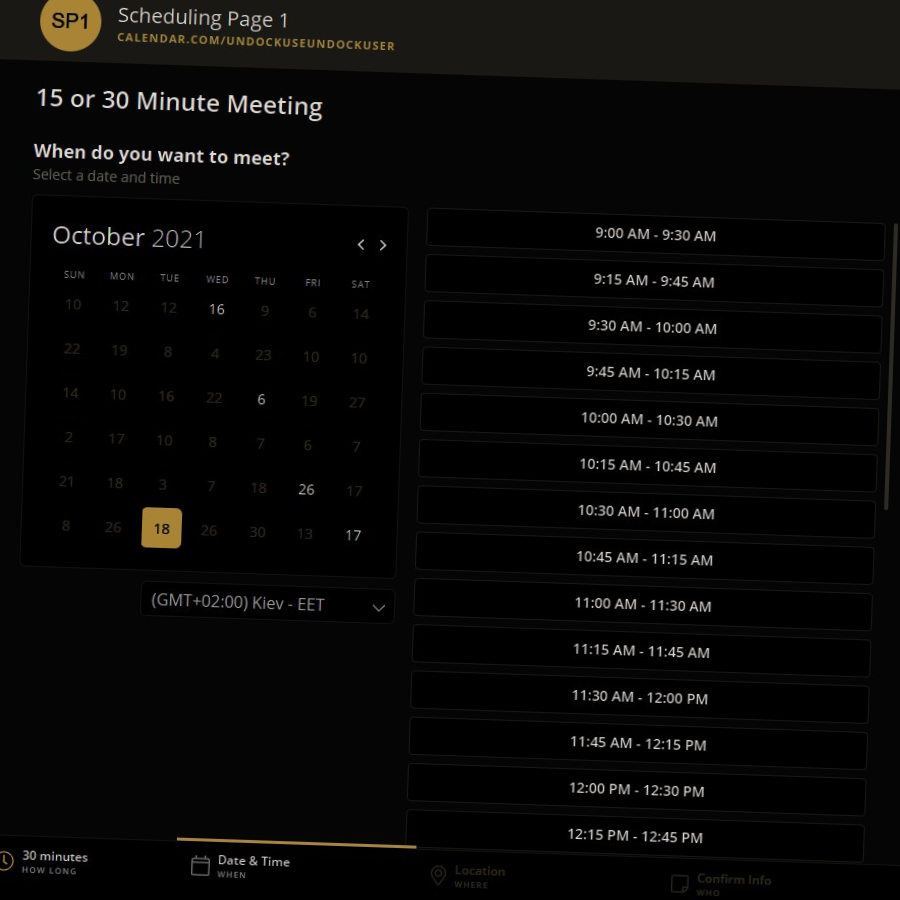 SP1
Scheduling Page 1
CALENDAR.COM/UNDOCKUSEUNDOCKUSER
15 or 30 Minute Meeting
When do you want to meet?
Select a date and time
October 2021
SUN MON TUE WED THU FRI SAT
10 12 12 16 9 6 14
22 19 8 4 23 10 10
14 10 16 22 6 19 27
2 17 10 8 7 6 7
21 18 3 7 18 26 17
8 26 18 26 30 13 17
(GMT+02:00) Kiev - EET
9:00 AM - 9:30 AM
9:15 AM - 9:45 AM
9:30 AM - 10:00 AM
9:45 AM - 10:15 AM
10:00 AM - 10:30 AM
10:15 AM - 10:45 AM
10:30 AM - 11:00 AM
10:45 AM - 11:15 AM
11:00 AM - 11:30 AM
11:15 AM - 11:45 AM
11:30 AM - 12:00 PM
11:45 AM - 12:15 PM
12:00 PM - 12:30 PM
12:15 PM - 12:45 PM
30 minutes
HOW LONG
Date & Time
WHEN
Location
WHERE
Confirm Info
WHO